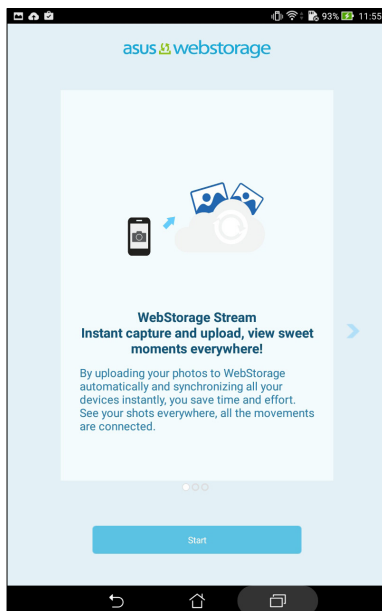 93% 11:55
asus webstorage
WebStorage Stream
Instant capture and upload, view sweet
moments everywhere!
By uploading your photos to WebStorage
automatically and synchronizing all your
devices instantly, you save time and effort.
See your shots everywhere, all the movements
are connected.
Start